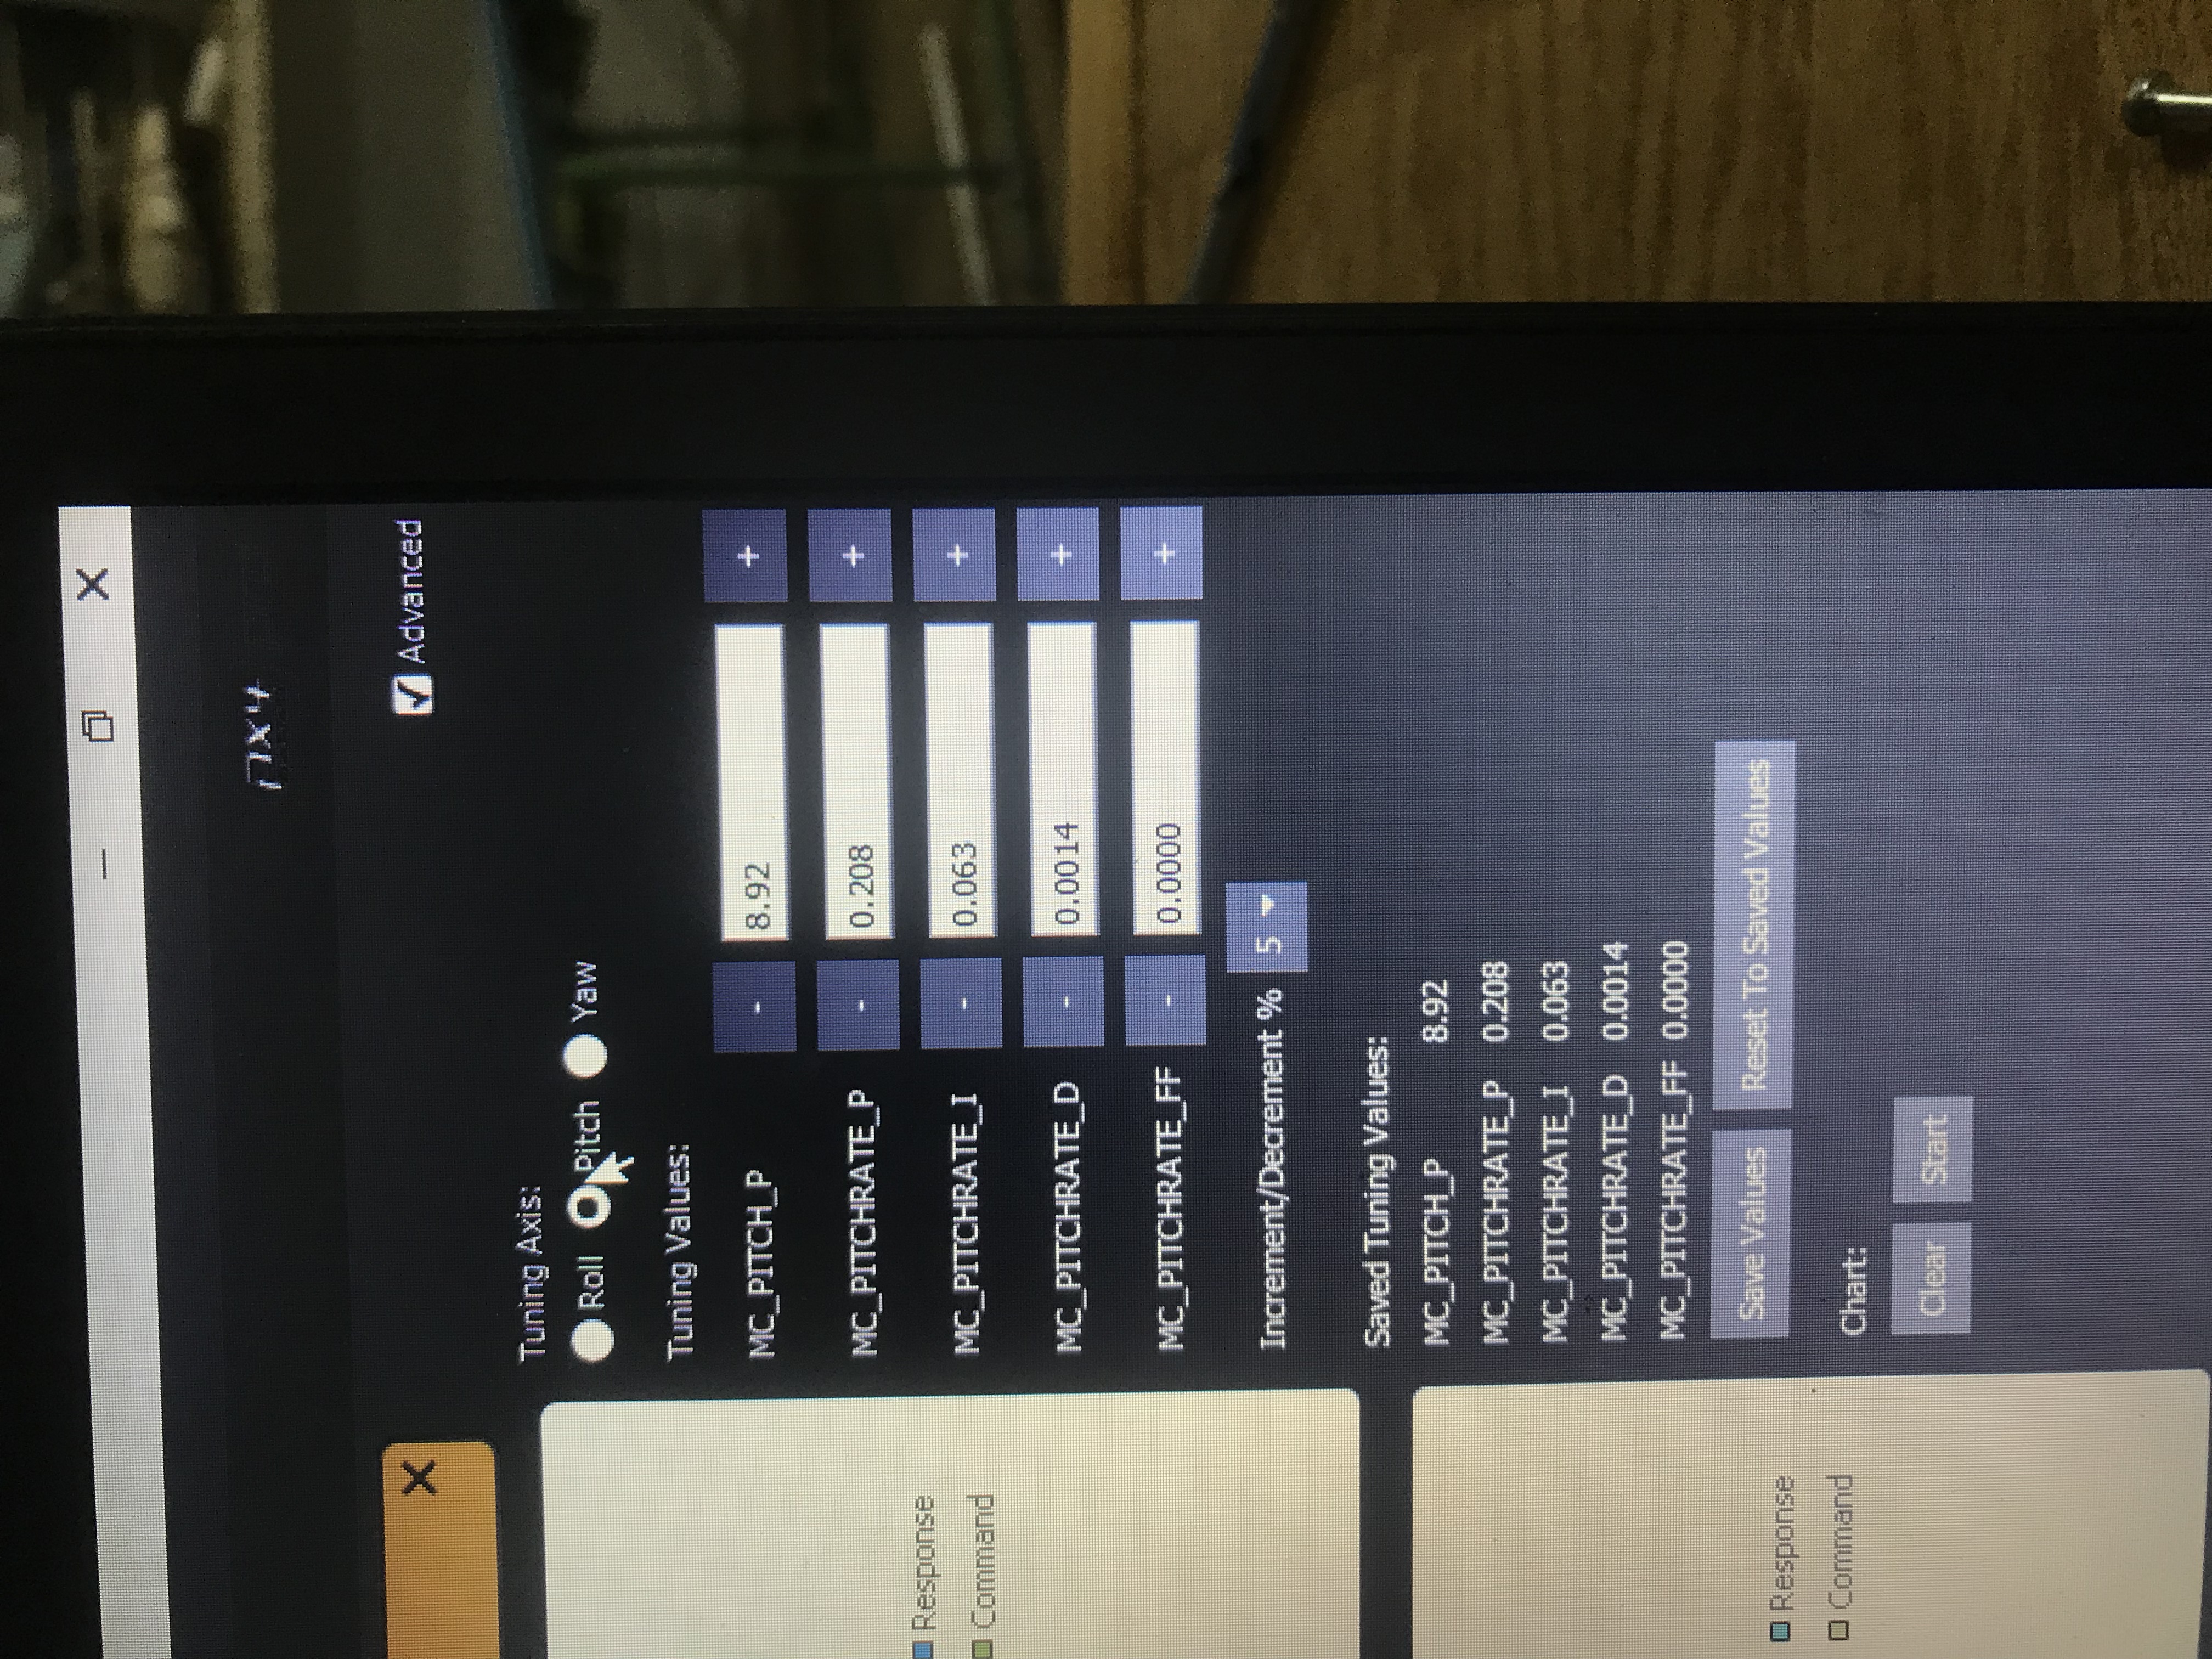 px4
Advanced
Tuning Axis:
Roll Pitch Yaw
Tuning Values:
MC_PITCH_P - 8.92 +
MC_PITCHRATE_P - 0.208 +
Response
MC_PITCHRATE_I - 0.063 +
Command
MC_PITCHRATE_D - 0.0014 +
MC_PITCHRATE_FF - 0.0000 +
Increment/Decrement % 5
Saved Tuning Values:
MC_PITCH_P 8.92
MC_PITCHRATE_P 0.208
MC_PITCHRATE_I 0.063
MC_PITCHRATE_D 0.0014
MC_PITCHRATE_FF 0.0000
Save Values Reset To Saved Values
Response
Command
Chart:
Clear Start